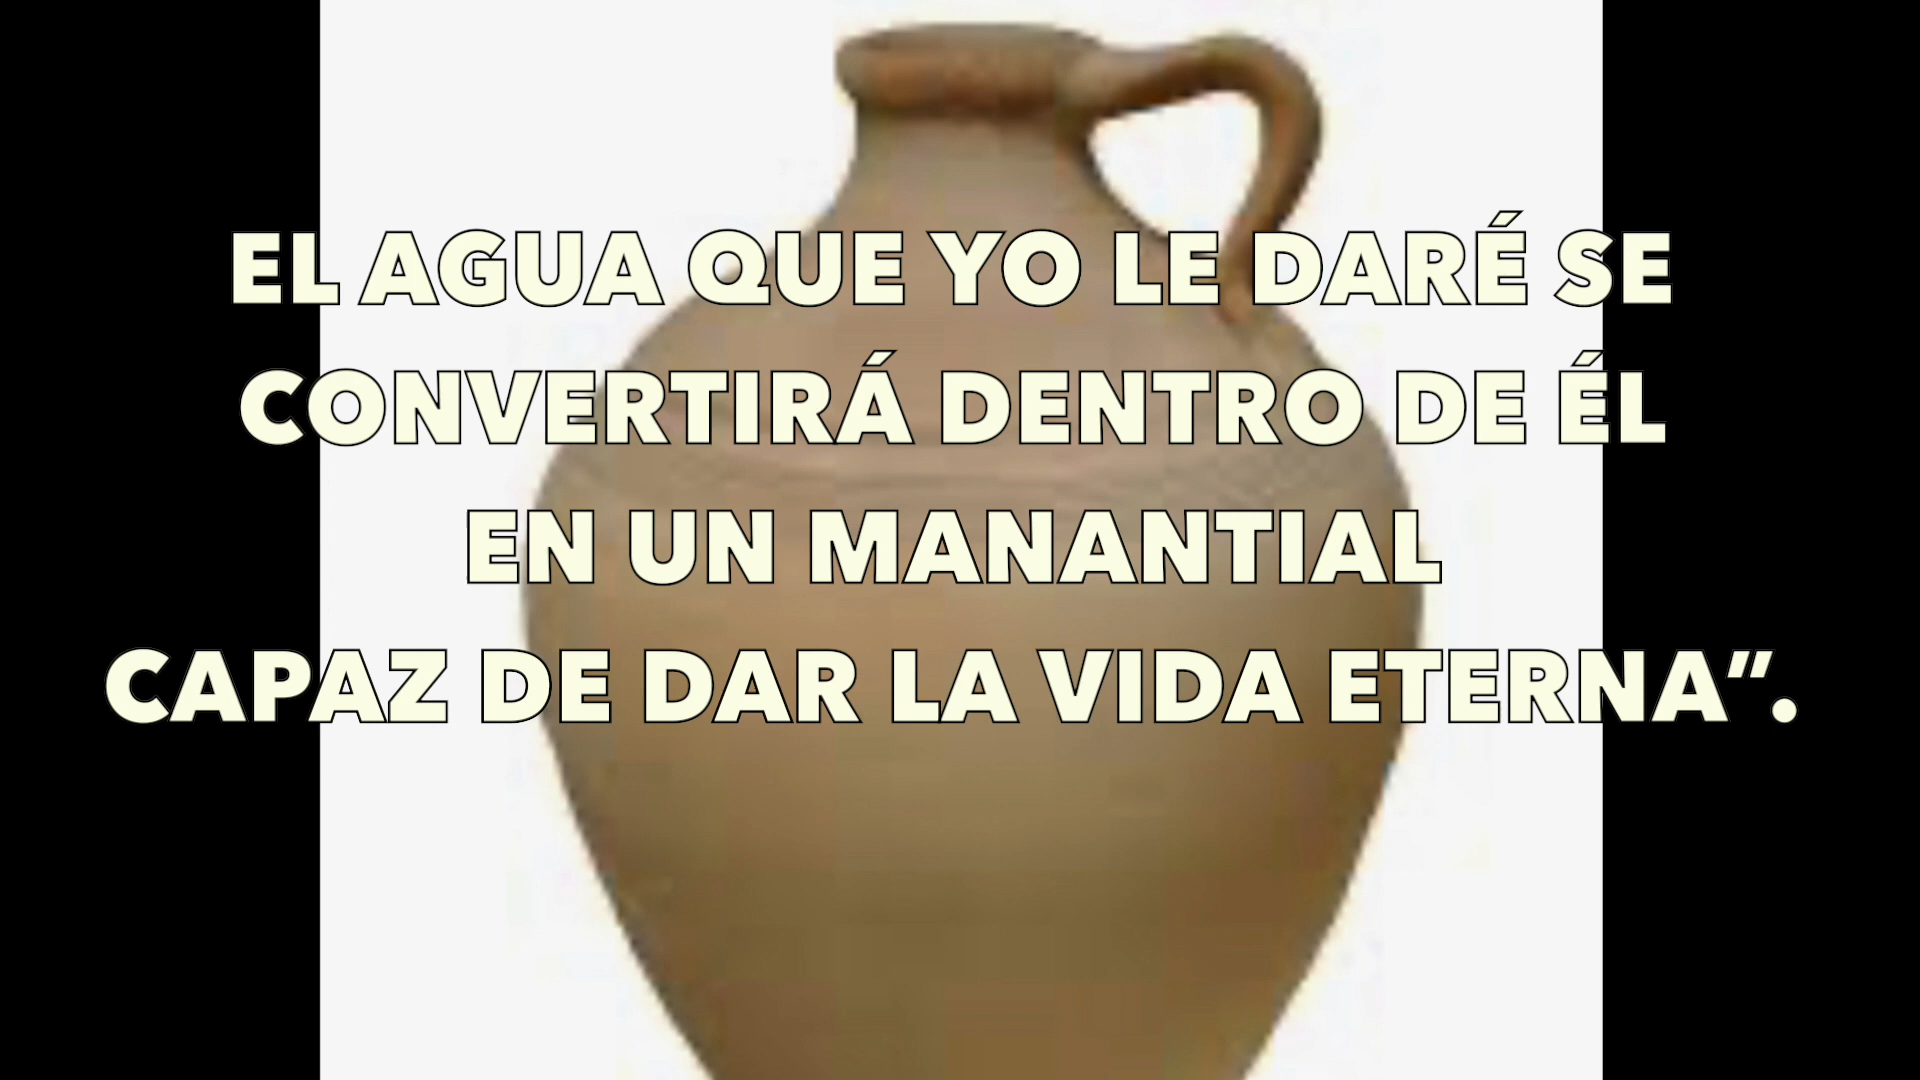 EL AGUA QUE YO LE DARÉ SE
CONVERTIRÁ DENTRO DE ÉL
EN UN MANANTIAL
CAPAZ DE DAR LA VIDA ETERNA”.